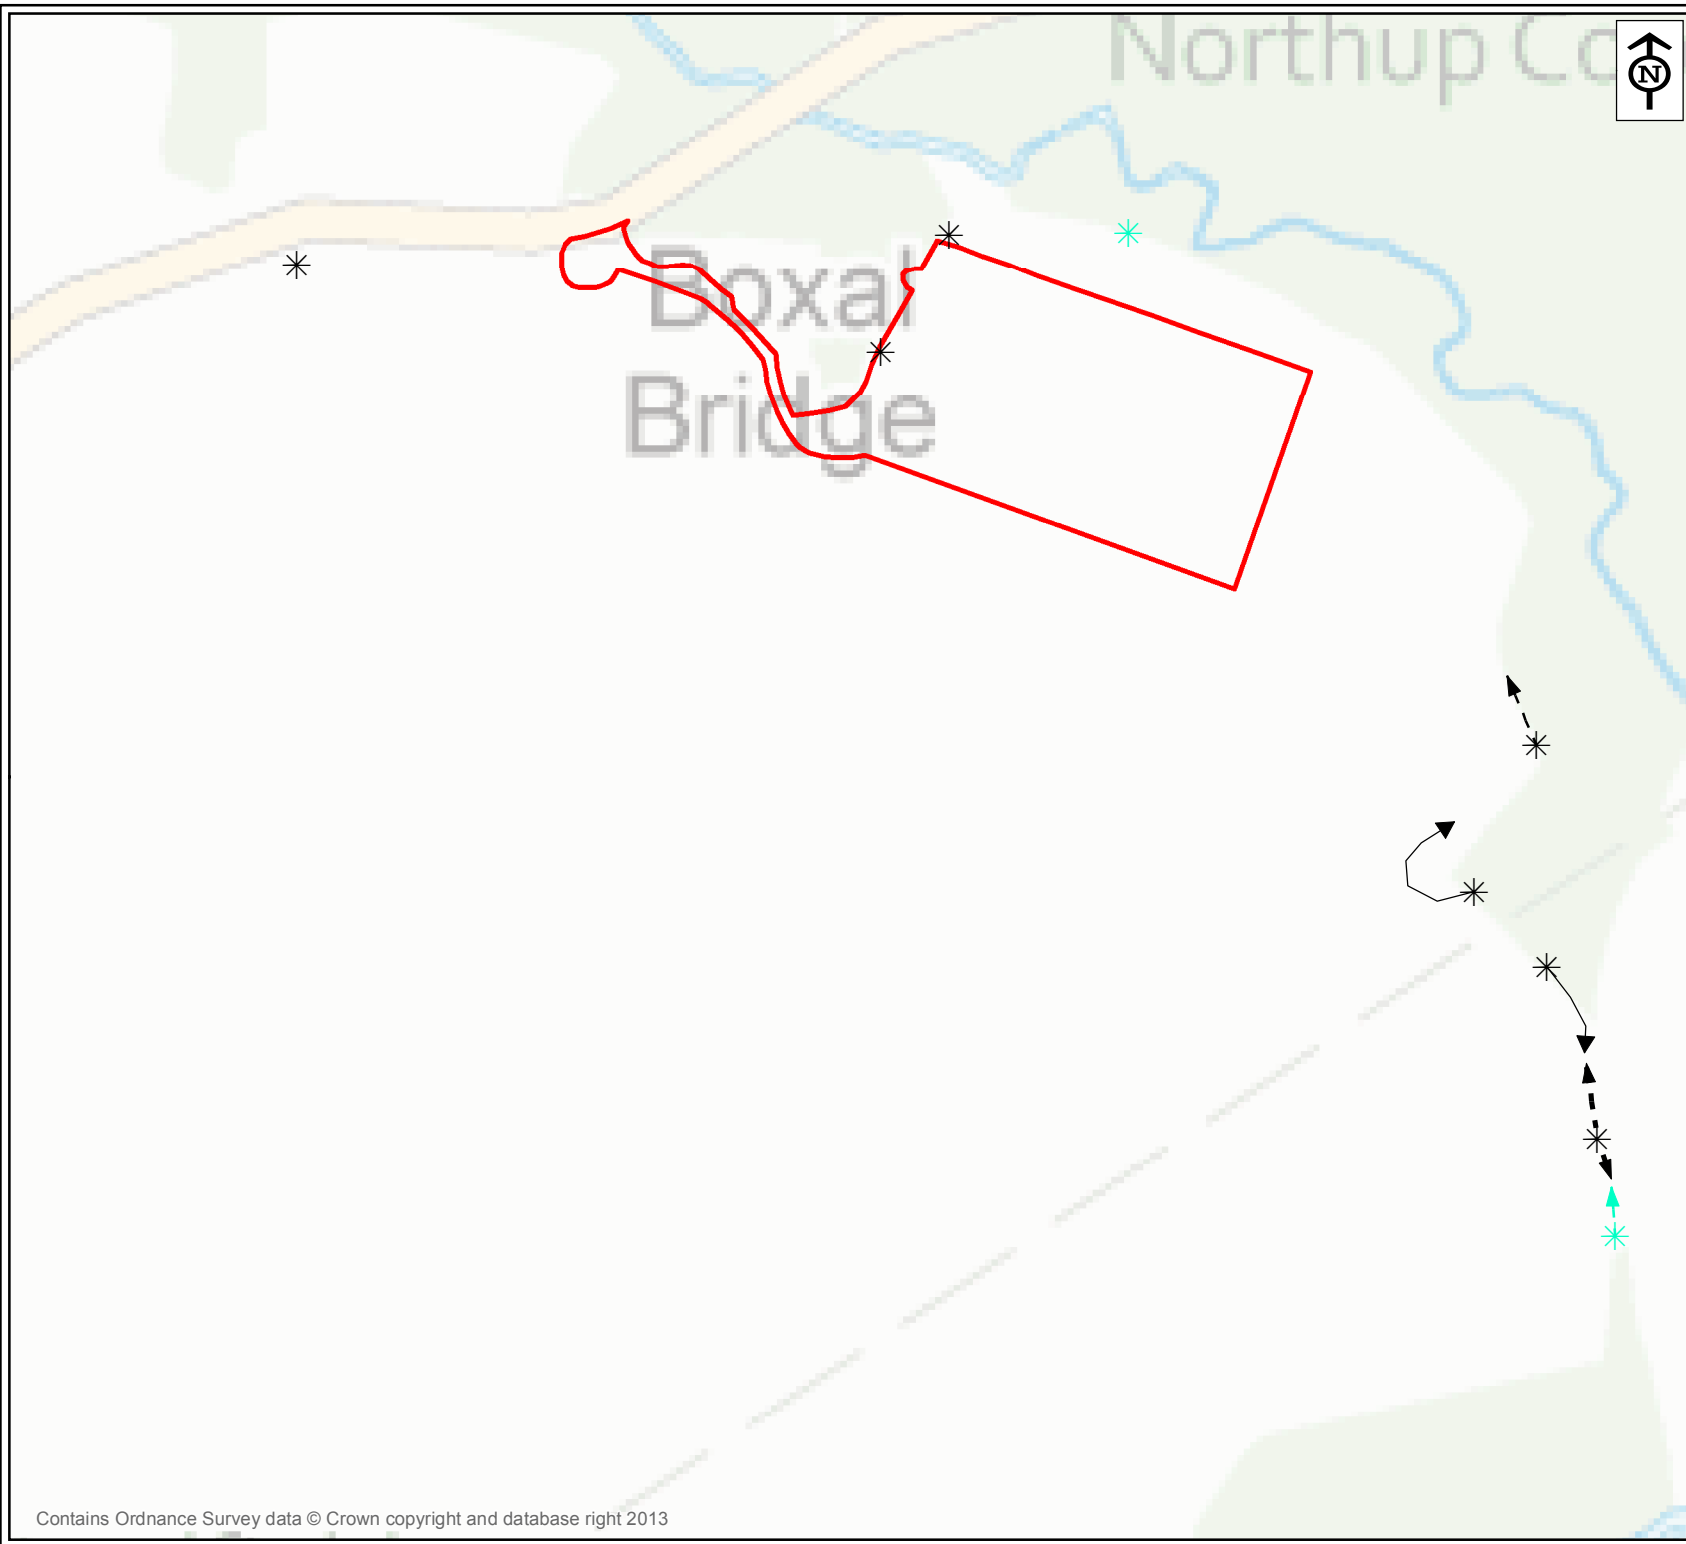 Northup Co
N
Boxal
Bridge
Contains Ordnance Survey data © Crown copyright and database right 2013